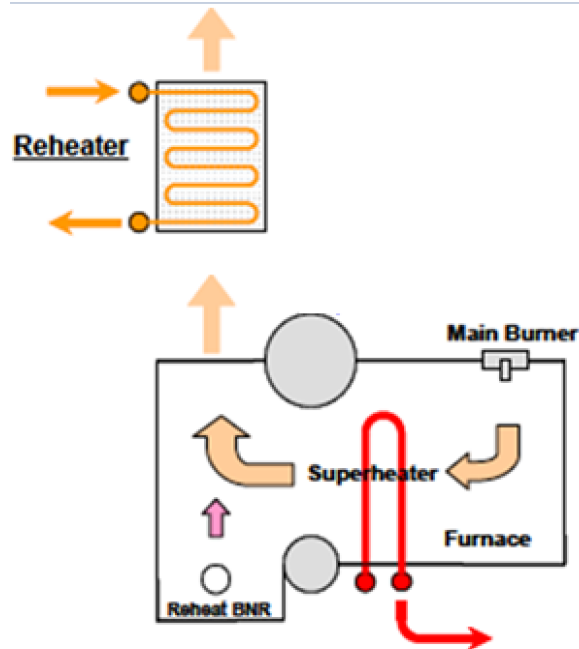 Reheater
Main Burner
Superheater
Furnace
Reheat BNR